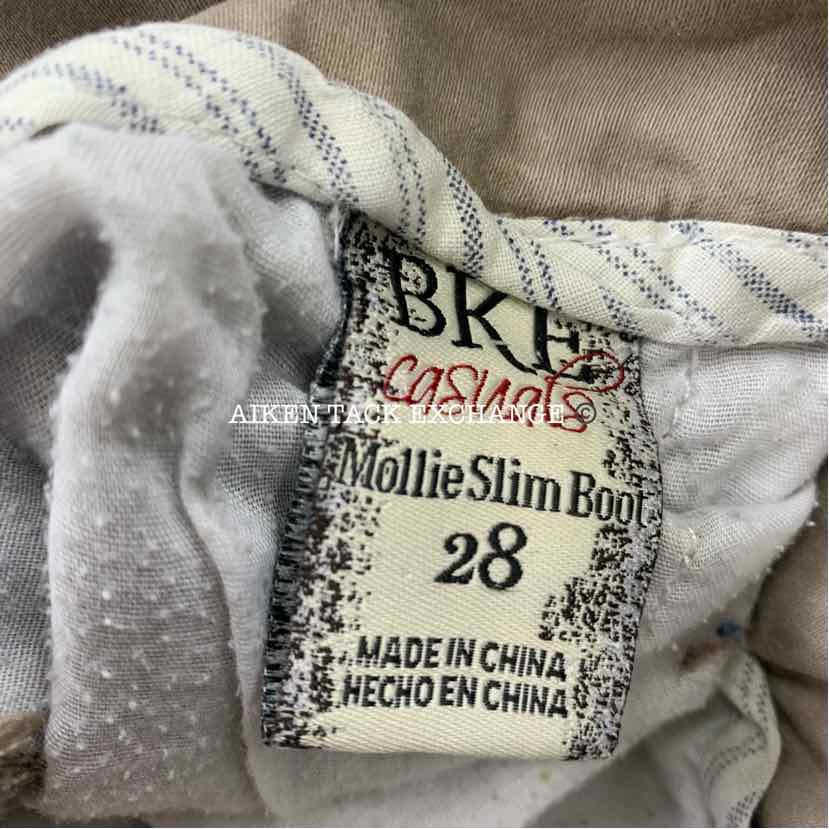 BKE
casuals
AIKEN TACK EXCHANGE ©
Mollie Slim Boot
28
MADE IN CHINA
HECHO EN CHINA